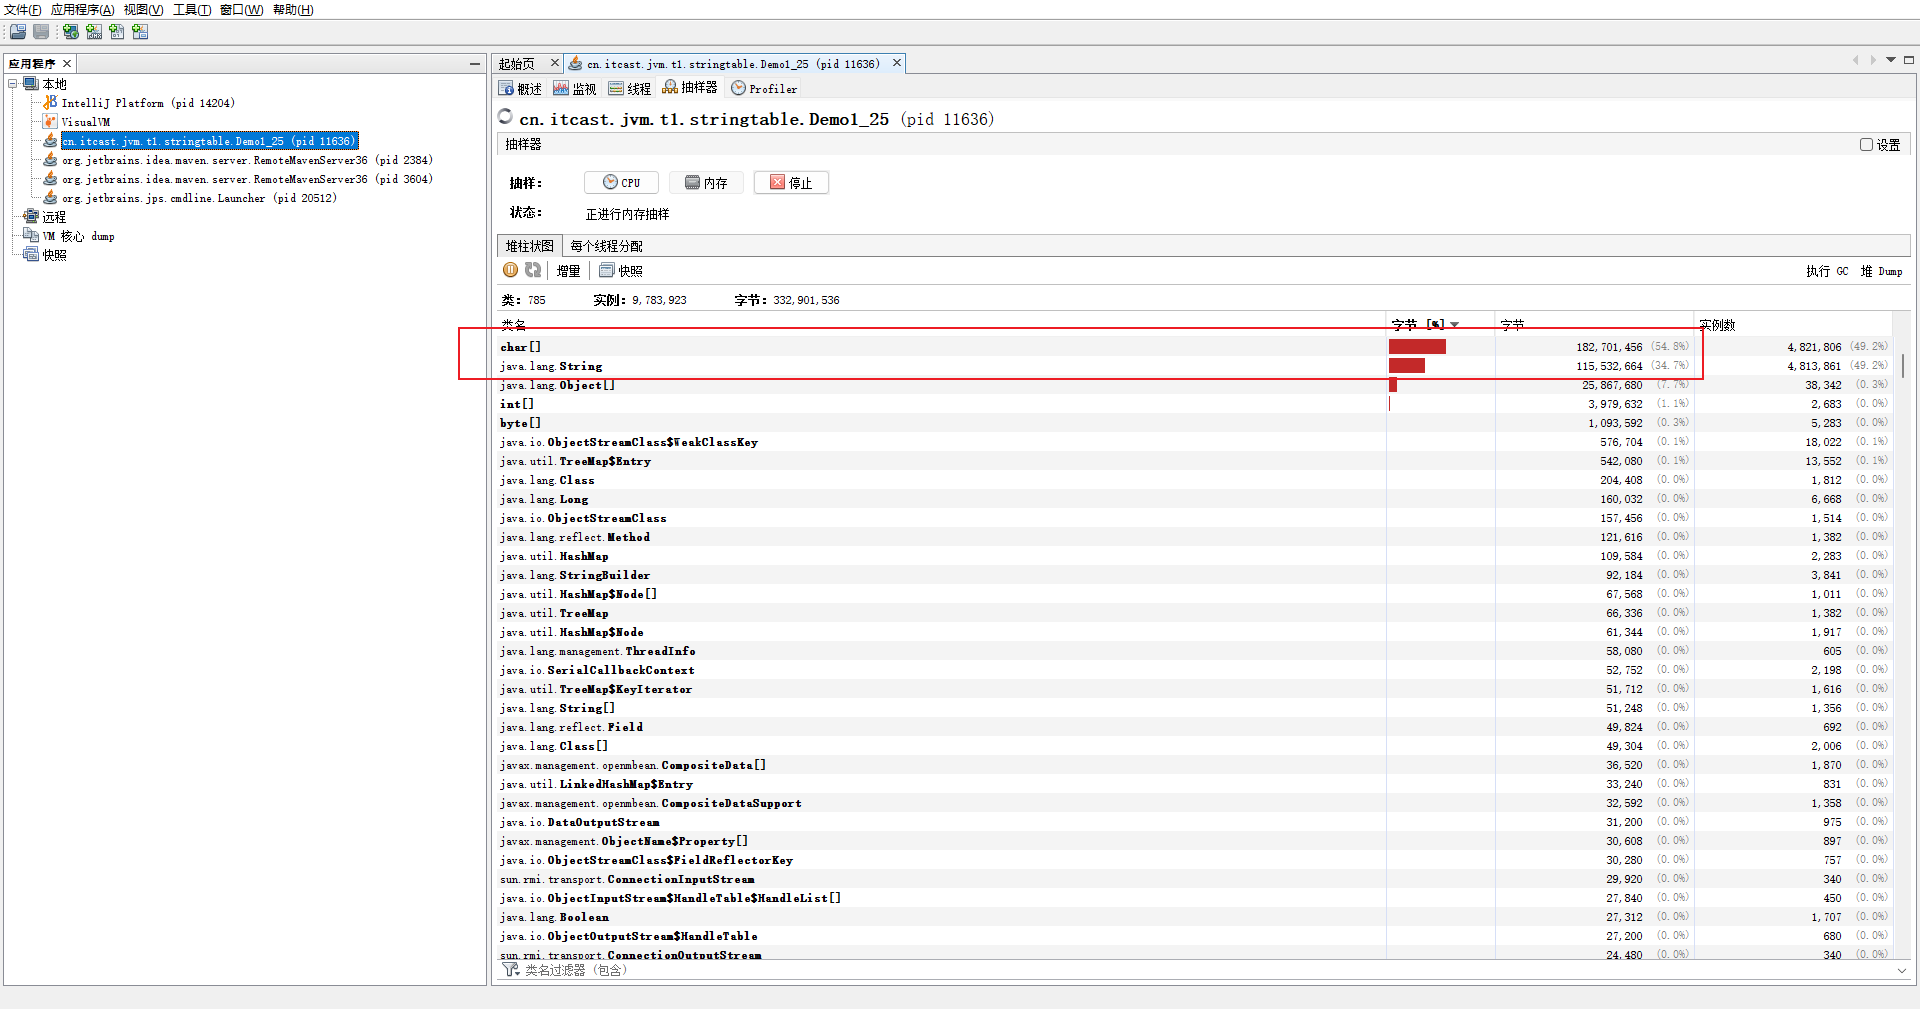 文件(F) 应用程序(A) 视图(V) 工具(T) 窗口(W) 帮助(H)
应用程序
本地
IntelliJ Platform (pid 14204)
VisualVM
cn.itcast.jvm.t1.stringtable.Demo1_25 (pid 11636)
org.jetbrains.idea.maven.server.RemoteMavenServer36 (pid 2384)
org.jetbrains.idea.maven.server.RemoteMavenServer36 (pid 3604)
org.jetbrains.jps.cmdline.Launcher (pid 20512)
远程
VM 核心 dump
快照
起始页 cn.itcast.jvm.t1.stringtable.Demo1_25 (pid 11636)
概述 监视 线程 抽样器 Profiler
cn.itcast.jvm.t1.stringtable.Demo1_25 (pid 11636)
抽样器 设置
抽样: CPU 内存 停止
状态: 正进行内存抽样
堆柱状图 每个线程分配
增量 快照 执行 GC 堆 Dump
类: 785 实例: 9,783,923 字节: 332,901,536
类名 字节 [%] 字节 实例数
char[] 182,701,456 (54.8%) 4,821,806 (49.2%)
java.lang.String 115,532,664 (34.7%) 4,813,861 (49.2%)
java.lang.Object[] 25,867,680 (7.7%) 38,342 (0.3%)
int[] 3,979,632 (1.1%) 2,683 (0.0%)
byte[] 1,093,592 (0.3%) 5,283 (0.0%)
java.io.ObjectStreamClass$WeakClassKey 576,704 (0.1%) 18,022 (0.1%)
java.util.TreeMap$Entry 542,080 (0.1%) 13,552 (0.1%)
java.lang.Class 204,408 (0.0%) 1,812 (0.0%)
java.lang.Long 160,032 (0.0%) 6,668 (0.0%)
java.io.ObjectStreamClass 157,456 (0.0%) 1,514 (0.0%)
java.lang.reflect.Method 121,616 (0.0%) 1,382 (0.0%)
java.util.HashMap 109,584 (0.0%) 2,283 (0.0%)
java.lang.StringBuilder 92,184 (0.0%) 3,841 (0.0%)
java.util.HashMap$Node[] 67,568 (0.0%) 1,011 (0.0%)
java.util.TreeMap 66,336 (0.0%) 1,382 (0.0%)
java.util.HashMap$Node 61,344 (0.0%) 1,917 (0.0%)
java.lang.management.ThreadInfo 58,080 (0.0%) 605 (0.0%)
java.io.SerialCallbackContext 52,752 (0.0%) 2,198 (0.0%)
java.util.TreeMap$KeyIterator 51,712 (0.0%) 1,616 (0.0%)
java.lang.String[] 51,248 (0.0%) 1,356 (0.0%)
java.lang.reflect.Field 49,824 (0.0%) 692 (0.0%)
java.lang.Class[] 49,304 (0.0%) 2,006 (0.0%)
javax.management.openmbean.CompositeData[] 36,520 (0.0%) 1,870 (0.0%)
java.util.LinkedHashMap$Entry 33,240 (0.0%) 831 (0.0%)
javax.management.openmbean.CompositeDataSupport 32,592 (0.0%) 1,358 (0.0%)
java.io.DataOutputStream 31,200 (0.0%) 975 (0.0%)
javax.management.ObjectName$Property[] 30,608 (0.0%) 897 (0.0%)
java.io.ObjectStreamClass$FieldReflectorKey 30,280 (0.0%) 757 (0.0%)
sun.rmi.transport.ConnectionInputStream 29,920 (0.0%) 340 (0.0%)
java.io.ObjectInputStream$HandleTable$HandleList[] 27,840 (0.0%) 450 (0.0%)
java.lang.Boolean 27,312 (0.0%) 1,707 (0.0%)
java.io.ObjectOutputStream$HandleTable 27,200 (0.0%) 680 (0.0%)
sun.rmi.transport.ConnectionOutputStream 24,480 (0.0%) 340 (0.0%)
类名过滤器 (包含)